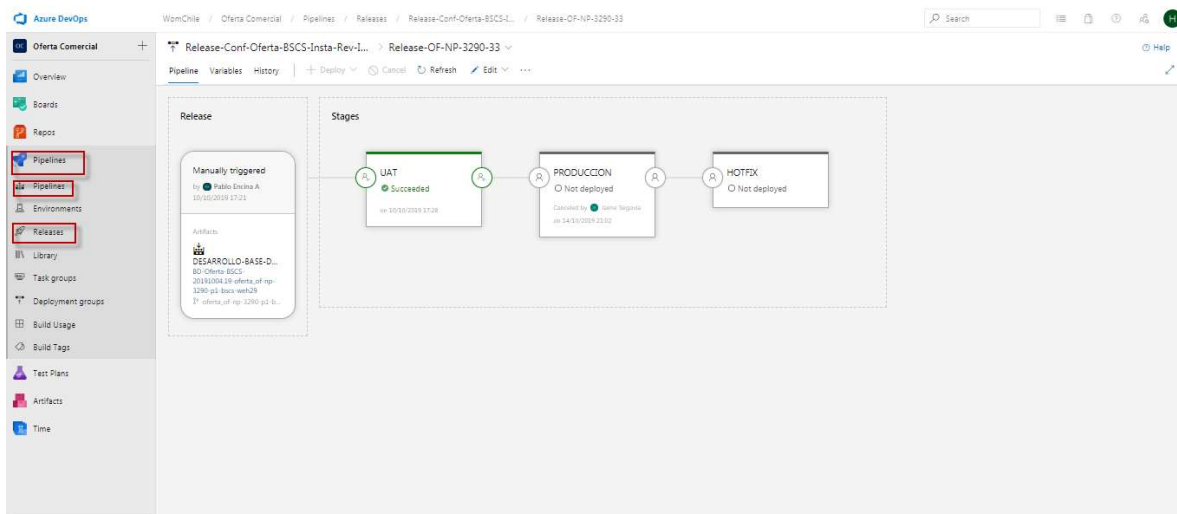 Azure DevOps
WomChile / Oferta Comercial / Pipelines / Releases / Release-Conf-Oferta-BSCS-I... / Release-OF-NP-3290-33
Search
H
OC Oferta Comercial
Release-Conf-Oferta-BSCS-Insta-Rev-I... > Release-OF-NP-3290-33
Help
Pipeline Variables History Deploy Cancel Refresh Edit ...
Overview
Boards
Repos
Pipelines
Pipelines
Environments
Releases
Library
Task groups
Deployment groups
Build Usage
Build Tags
Test Plans
Artifacts
Time
Release
Manually triggered
by Pablo Encina A
10/10/2019 17:21
Artifacts
DESARROLLO-BASE-D...
BD-Oferta-BSCS-
20191004.19-oferta_of-np-
3290-p1-bscs-weh29
oferta_of-np-3290-p1-b...
Stages
UAT
Succeeded
on 10/10/2019 17:28
PRODUCCION
Not deployed
Canceled by Segovia
on 14/10/2019 21:02
HOTFIX
Not deployed